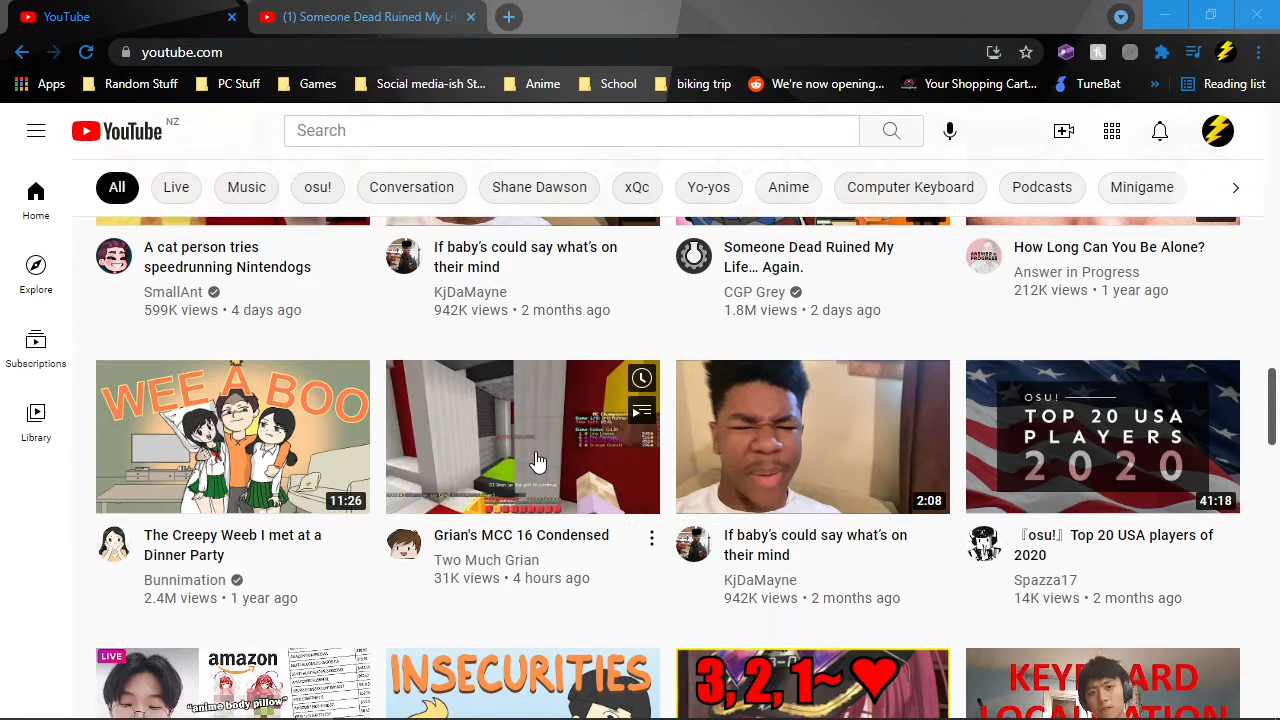 YouTube
(1) Someone Dead Ruined My Li
youtube.com
Apps
Random Stuff
PC Stuff
Games
Social media-ish St...
Anime
School
biking trip
We're now opening...
Your Shopping Cart...
TuneBat
»
Reading list
YouTube NZ
Search
All
Live
Music
osu!
Conversation
Shane Dawson
xQc
Yo-yos
Anime
Computer Keyboard
Podcasts
Minigame
Home
Explore
Subscriptions
Library
A cat person tries
speedrunning Nintendogs
SmallAnt
599K views • 4 days ago
If baby's could say what's on
their mind
KjDaMayne
942K views • 2 months ago
Someone Dead Ruined My
Life… Again.
CGP Grey
1.8M views • 2 days ago
ANSWER IN PROGRESS
How Long Can You Be Alone?
Answer in Progress
212K views • 1 year ago
WEE A BOO
11:26
The Creepy Weeb I met at a
Dinner Party
Bunnimation
2.4M views • 1 year ago
Grian's MCC 16 Condensed
Two Much Grian
31K views • 4 hours ago
2:08
If baby's could say what's on
their mind
KjDaMayne
942K views • 2 months ago
OSU!
TOP 20 USA
PLAYERS
2020
41:18
『osu!』Top 20 USA players of
2020
Spazza17
14K views • 2 months ago
LIVE
amazon
"anime body pillow"
INSECURITIES
3, 2, 1~ ♥
KEYBOARD
LOCALISATION